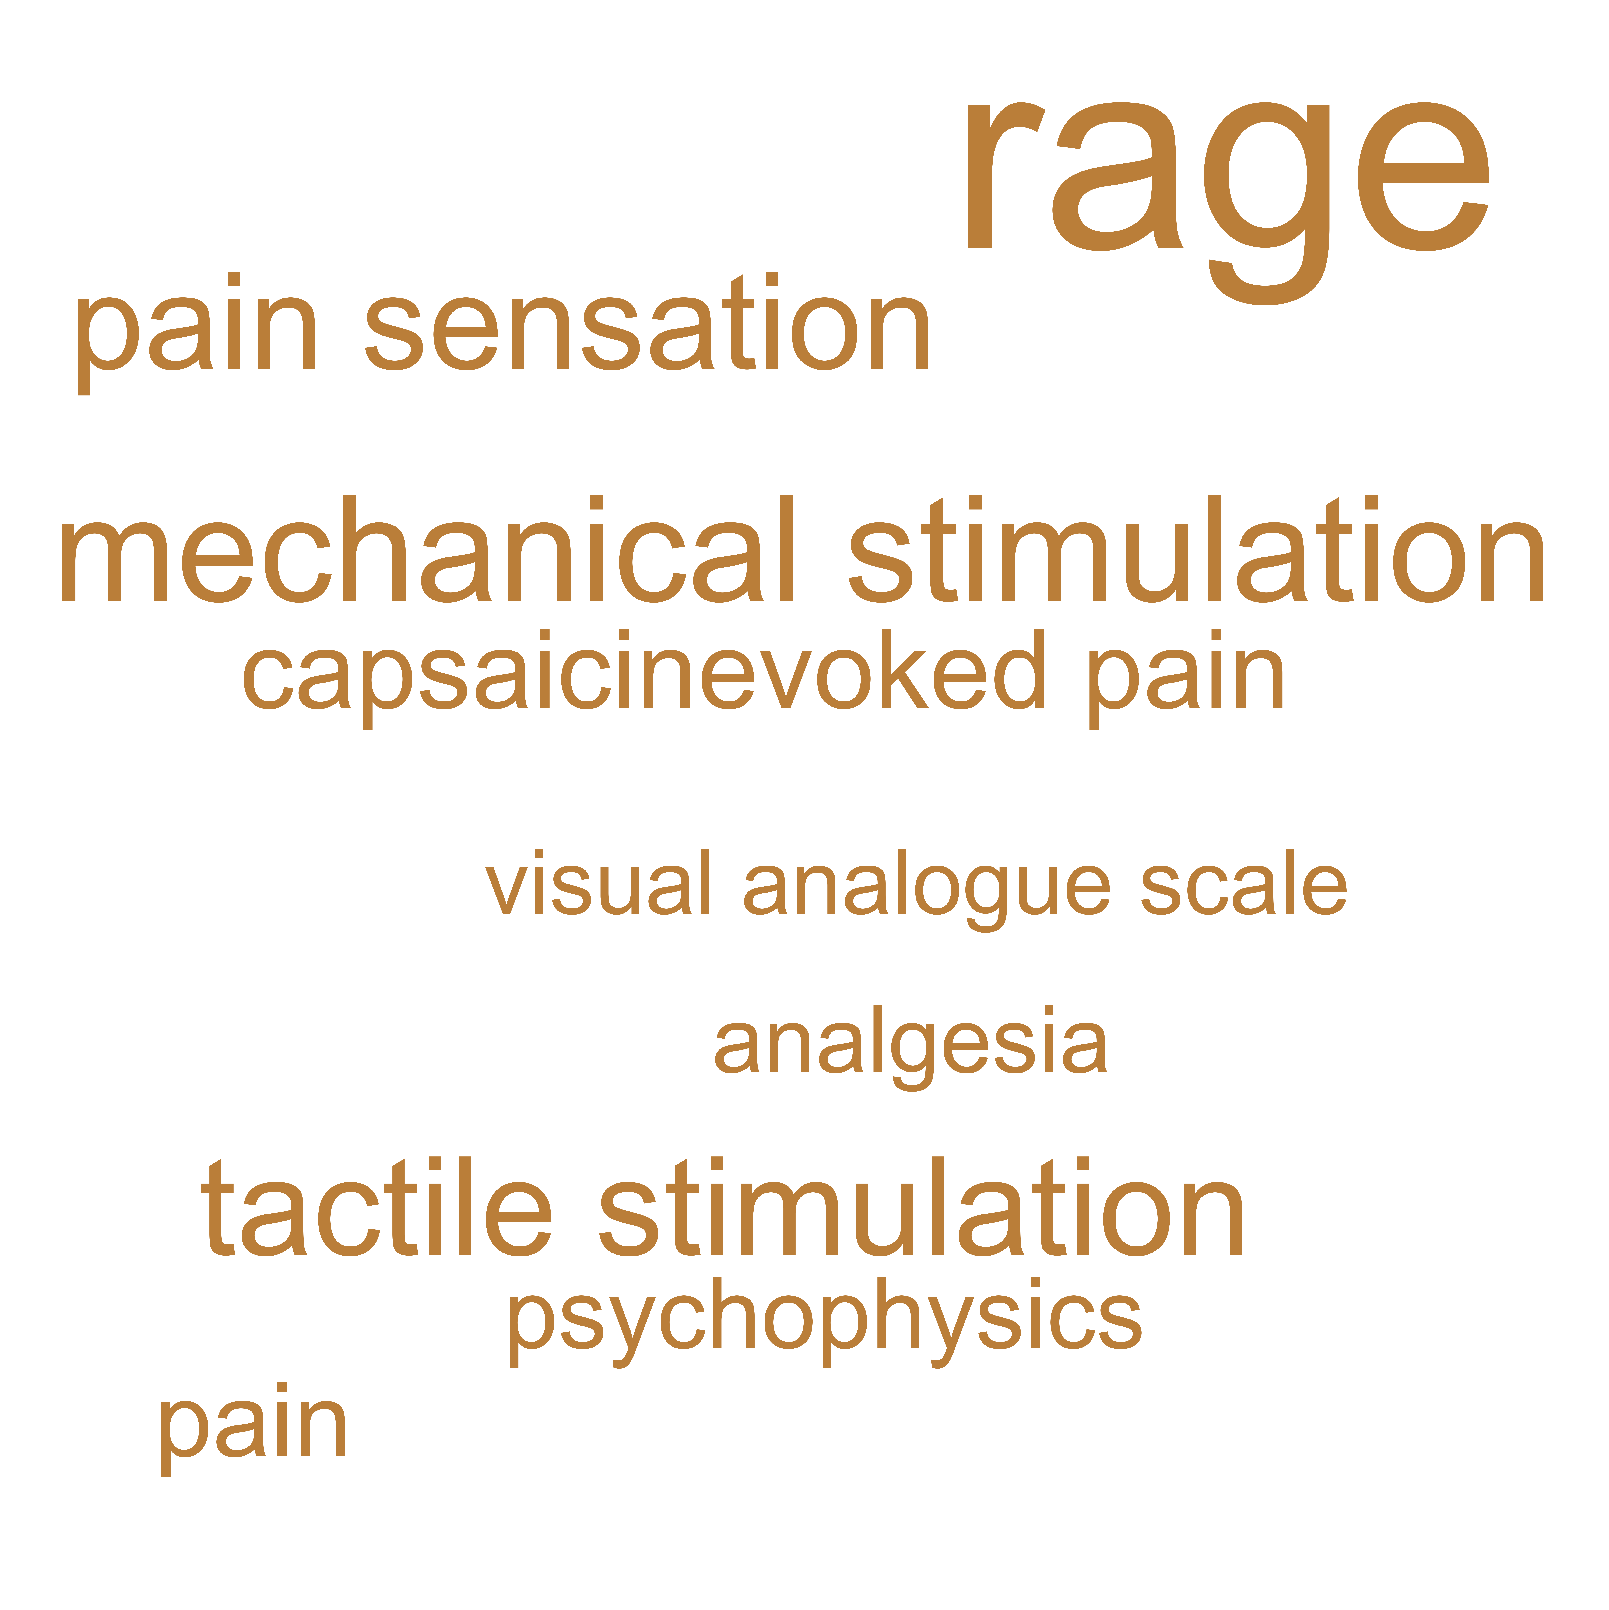 rage
pain sensation
mechanical stimulation
capsaicinevoked pain
visual analogue scale
analgesia
tactile stimulation
psychophysics
pain